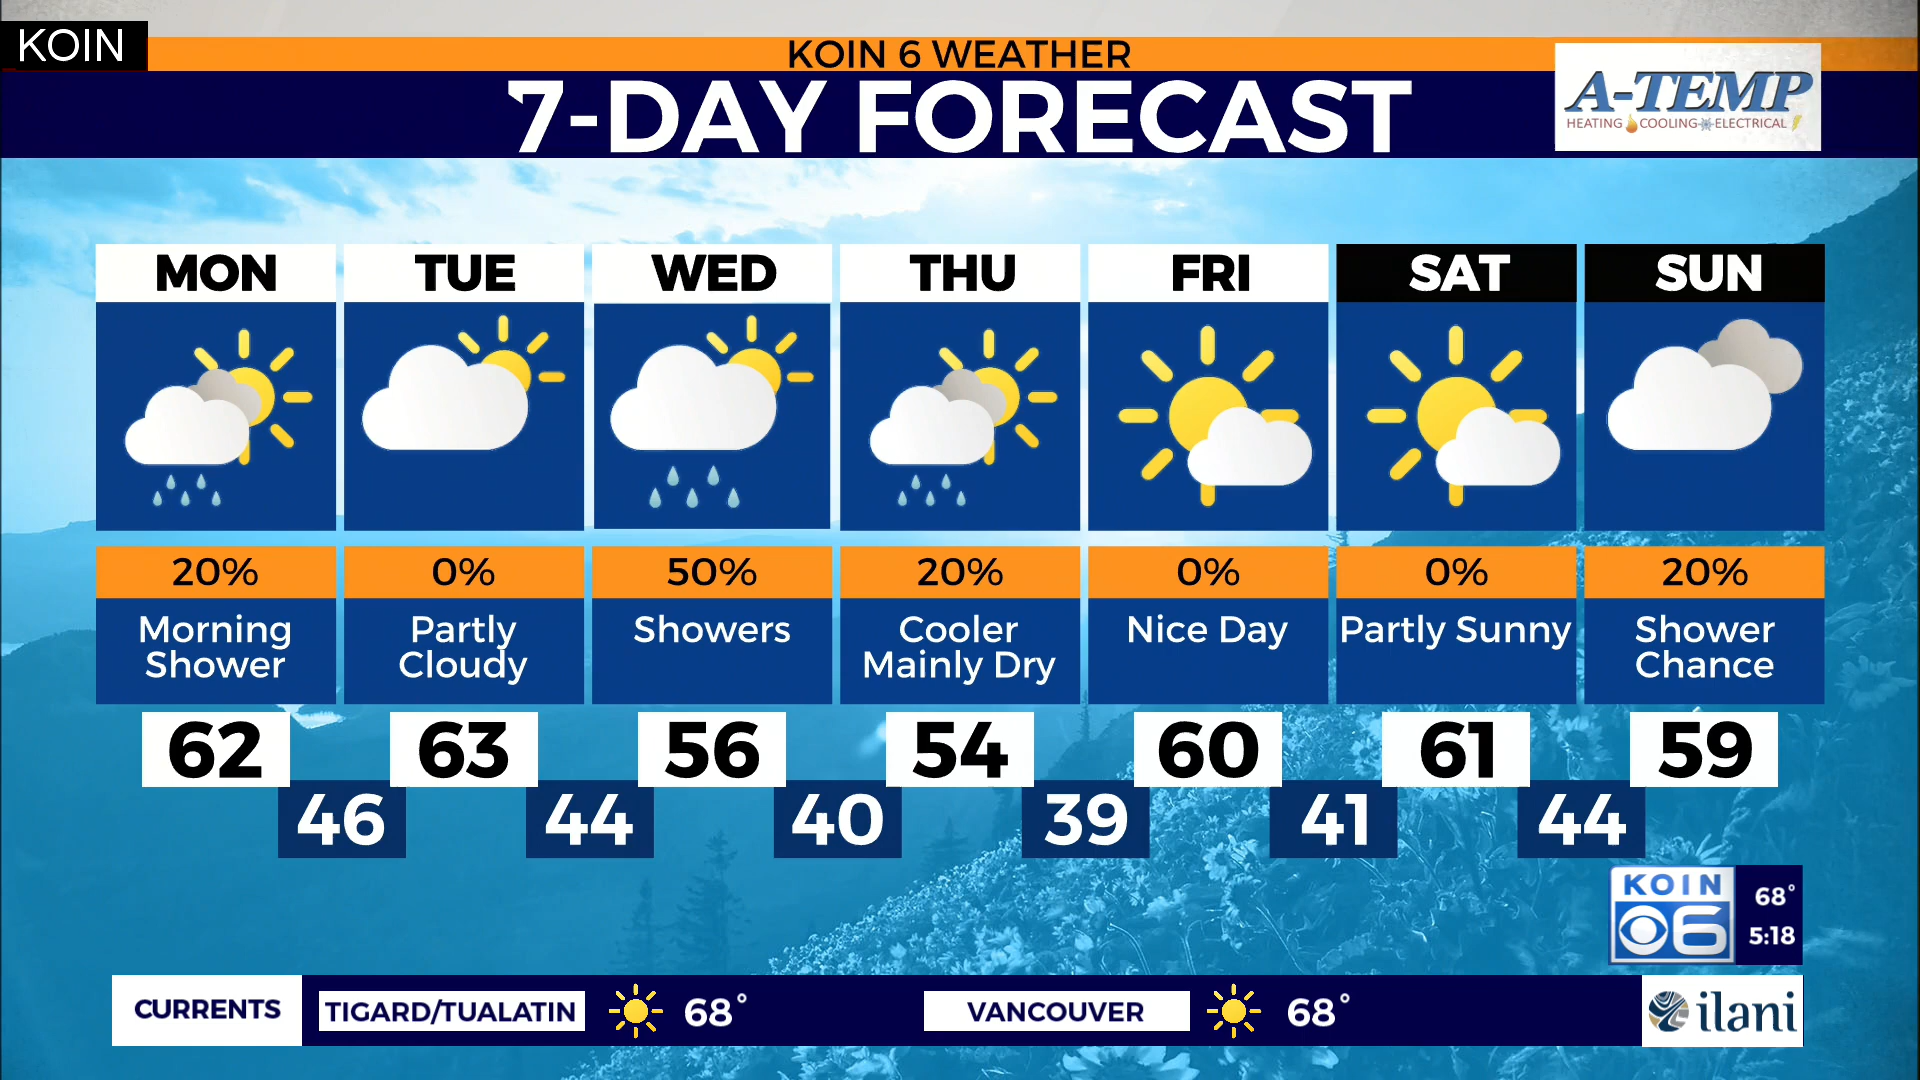 KOIN
KOIN 6 WEATHER
7-DAY FORECAST
A-TEMP
HEATING COOLING ELECTRICAL
MON TUE WED THU FRI SAT SUN
20% 0% 50% 20% 0% 0% 20%
Morning Shower
Partly Cloudy
Showers
Cooler Mainly Dry
Nice Day
Partly Sunny
Shower Chance
62 63 56 54 60 61 59
46 44 40 39 41 44
KOIN 68°
6 5:18
CURRENTS TIGARD/TUALATIN 68° VANCOUVER 68° ilani